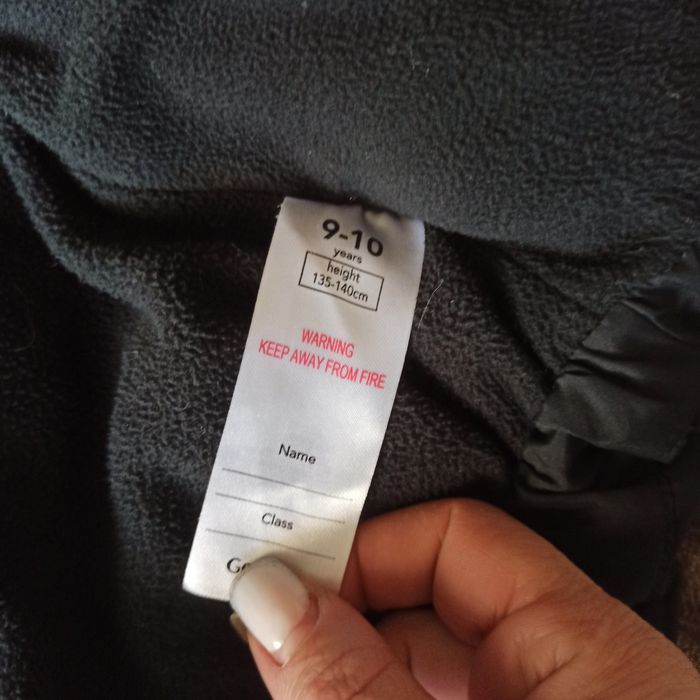 9-10
years
height
135-140cm
WARNING
KEEP AWAY FROM FIRE
Name
Class